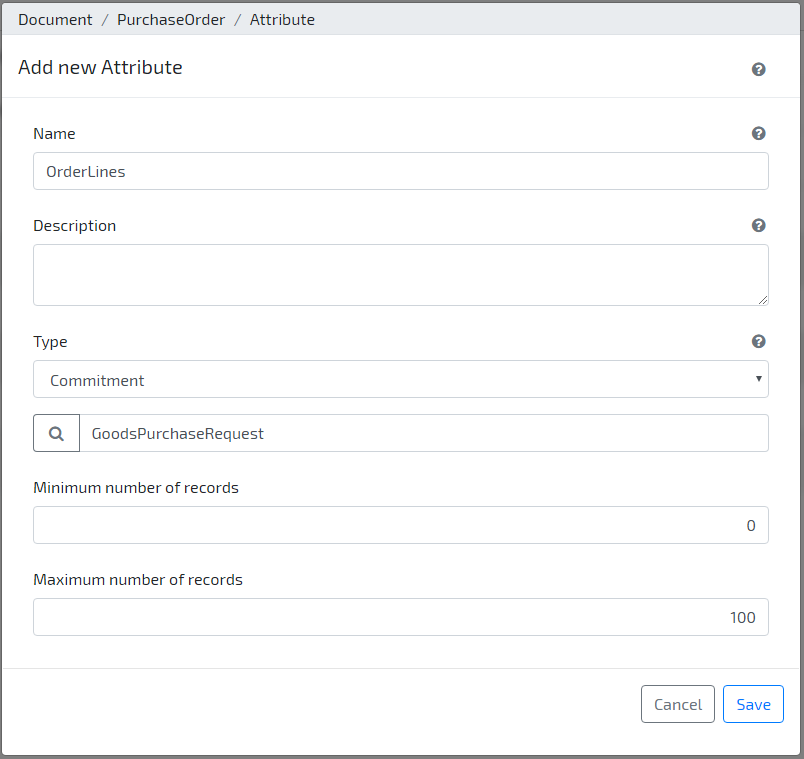 Document / PurchaseOrder / Attribute
Add new Attribute
Name
OrderLines
Description
Type
Commitment
GoodsPurchaseRequest
Minimum number of records
0
Maximum number of records
100
Cancel Save